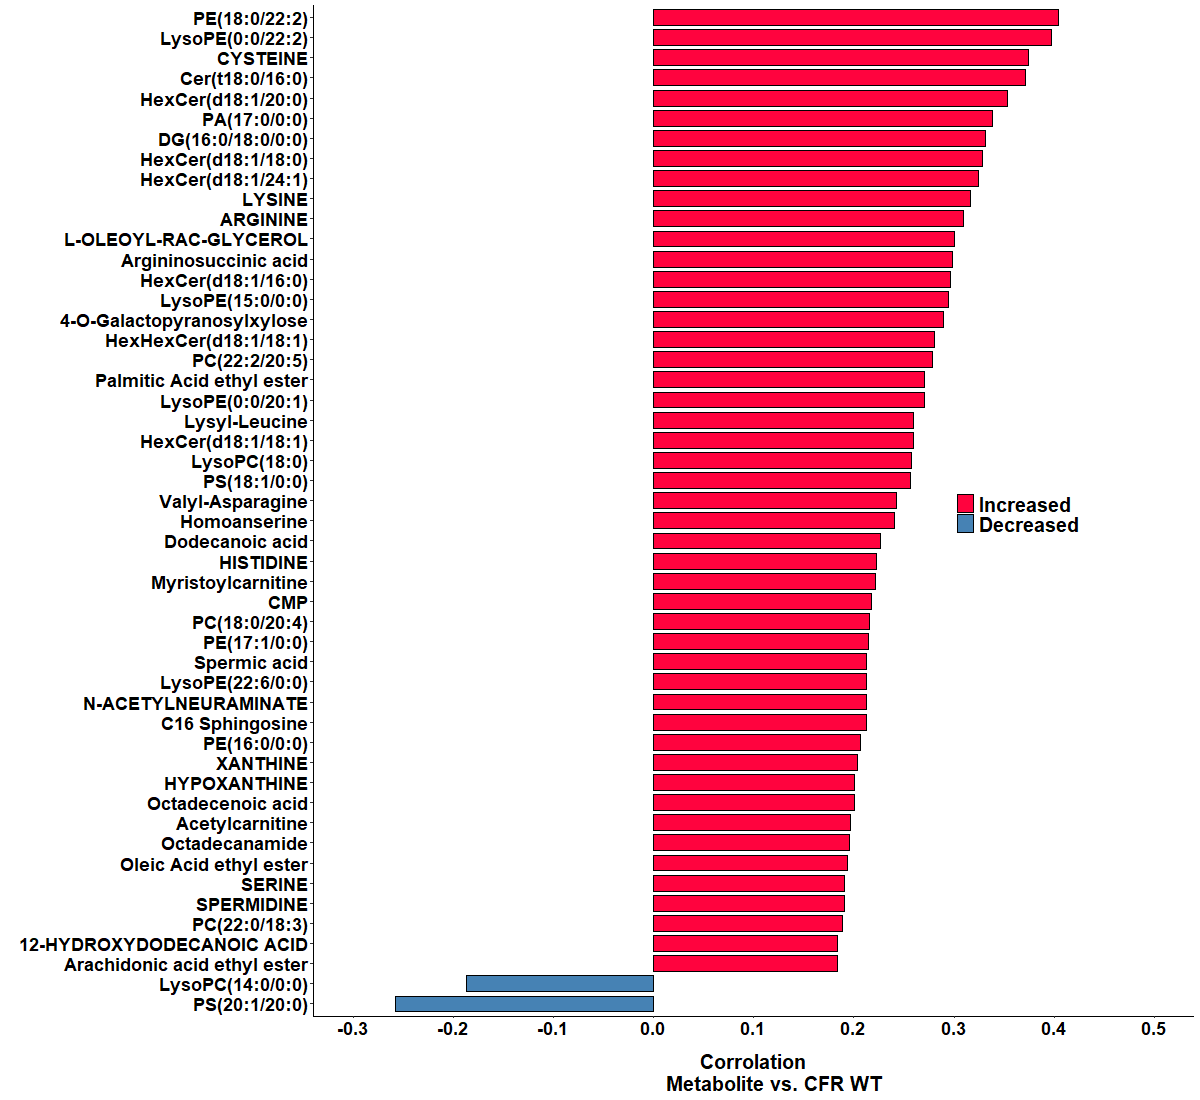 PE(18:0/22:2)
LysoPE(0:0/22:2)
CYSTEINE
Cer(t18:0/16:0)
HexCer(d18:1/20:0)
PA(17:0/0:0)
DG(16:0/18:0/0:0)
HexCer(d18:1/18:0)
HexCer(d18:1/24:1)
LYSINE
ARGININE
L-OLEOYL-RAC-GLYCEROL
Argininosuccinic acid
HexCer(d18:1/16:0)
LysoPE(15:0/0:0)
4-O-Galactopyranosylxylose
HexHexCer(d18:1/18:1)
PC(22:2/20:5)
Palmitic Acid ethyl ester
LysoPE(0:0/20:1)
Lysyl-Leucine
HexCer(d18:1/18:1)
LysoPC(18:0)
PS(18:1/0:0)
Valyl-Asparagine
Homoanserine
Dodecanoic acid
HISTIDINE
Myristoylcarnitine
CMP
PC(18:0/20:4)
PE(17:1/0:0)
Spermic acid
LysoPE(22:6/0:0)
N-ACETYLNEURAMINATE
C16 Sphingosine
PE(16:0/0:0)
XANTHINE
HYPOXANTHINE
Octadecenoic acid
Acetylcarnitine
Octadecanamide
Oleic Acid ethyl ester
SERINE
SPERMIDINE
PC(22:0/18:3)
12-HYDROXYDODECANOIC ACID
Arachidonic acid ethyl ester
LysoPC(14:0/0:0)
PS(20:1/20:0)
Increased
Decreased
-0.3 -0.2 -0.1 0.0 0.1 0.2 0.3 0.4 0.5
Corrolation
Metabolite vs. CFR WT